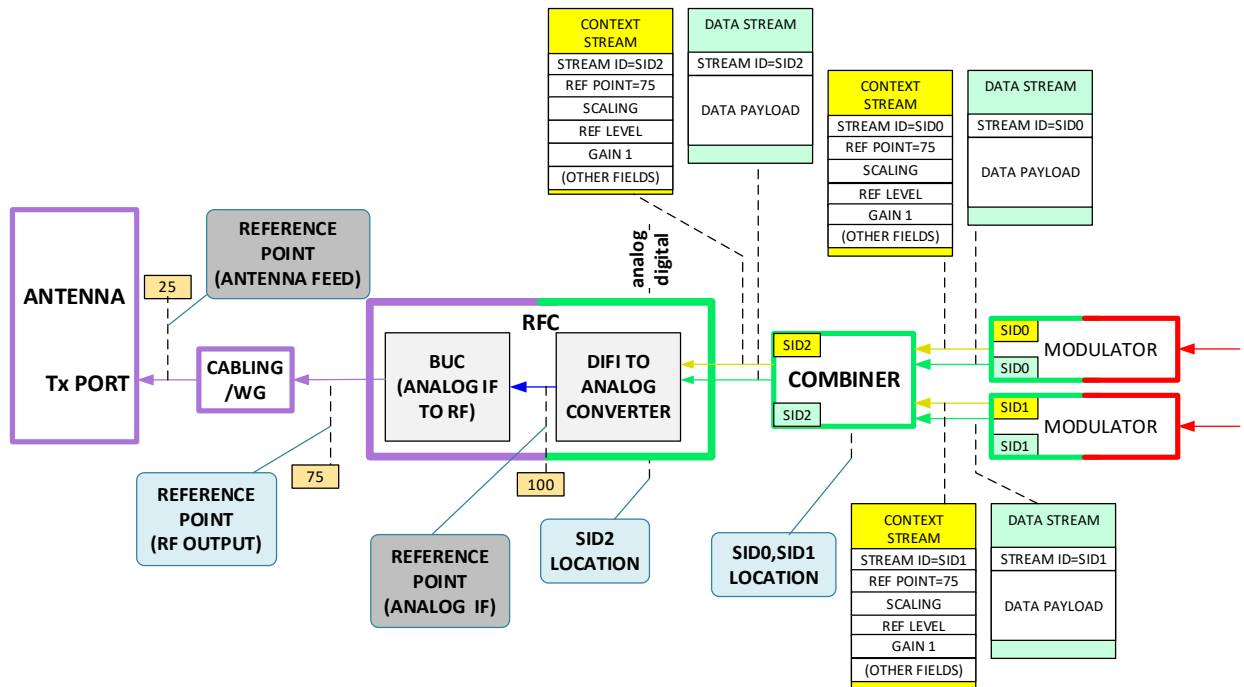 CONTEXT
STREAM
STREAM ID=SID2
REF POINT=75
SCALING
REF LEVEL
GAIN 1
(OTHER FIELDS)
DATA STREAM
STREAM ID=SID2
DATA PAYLOAD
CONTEXT
STREAM
STREAM ID=SID0
REF POINT=75
SCALING
REF LEVEL
GAIN 1
(OTHER FIELDS)
DATA STREAM
STREAM ID=SID0
DATA PAYLOAD
REFERENCE
POINT
(ANTENNA FEED)
analog
digital
25
ANTENNA
Tx PORT
CABLING
/WG
RFC
BUC
(ANALOG IF
TO RF)
DIFI TO
ANALOG
CONVERTER
SID2
COMBINER
SID2
SID0
MODULATOR
SID0
SID1
MODULATOR
SID1
75
100
REFERENCE
POINT
(RF OUTPUT)
REFERENCE
POINT
(ANALOG IF)
SID2
LOCATION
SID0,SID1
LOCATION
CONTEXT
STREAM
STREAM ID=SID1
REF POINT=75
SCALING
REF LEVEL
GAIN 1
(OTHER FIELDS)
DATA STREAM
STREAM ID=SID1
DATA PAYLOAD